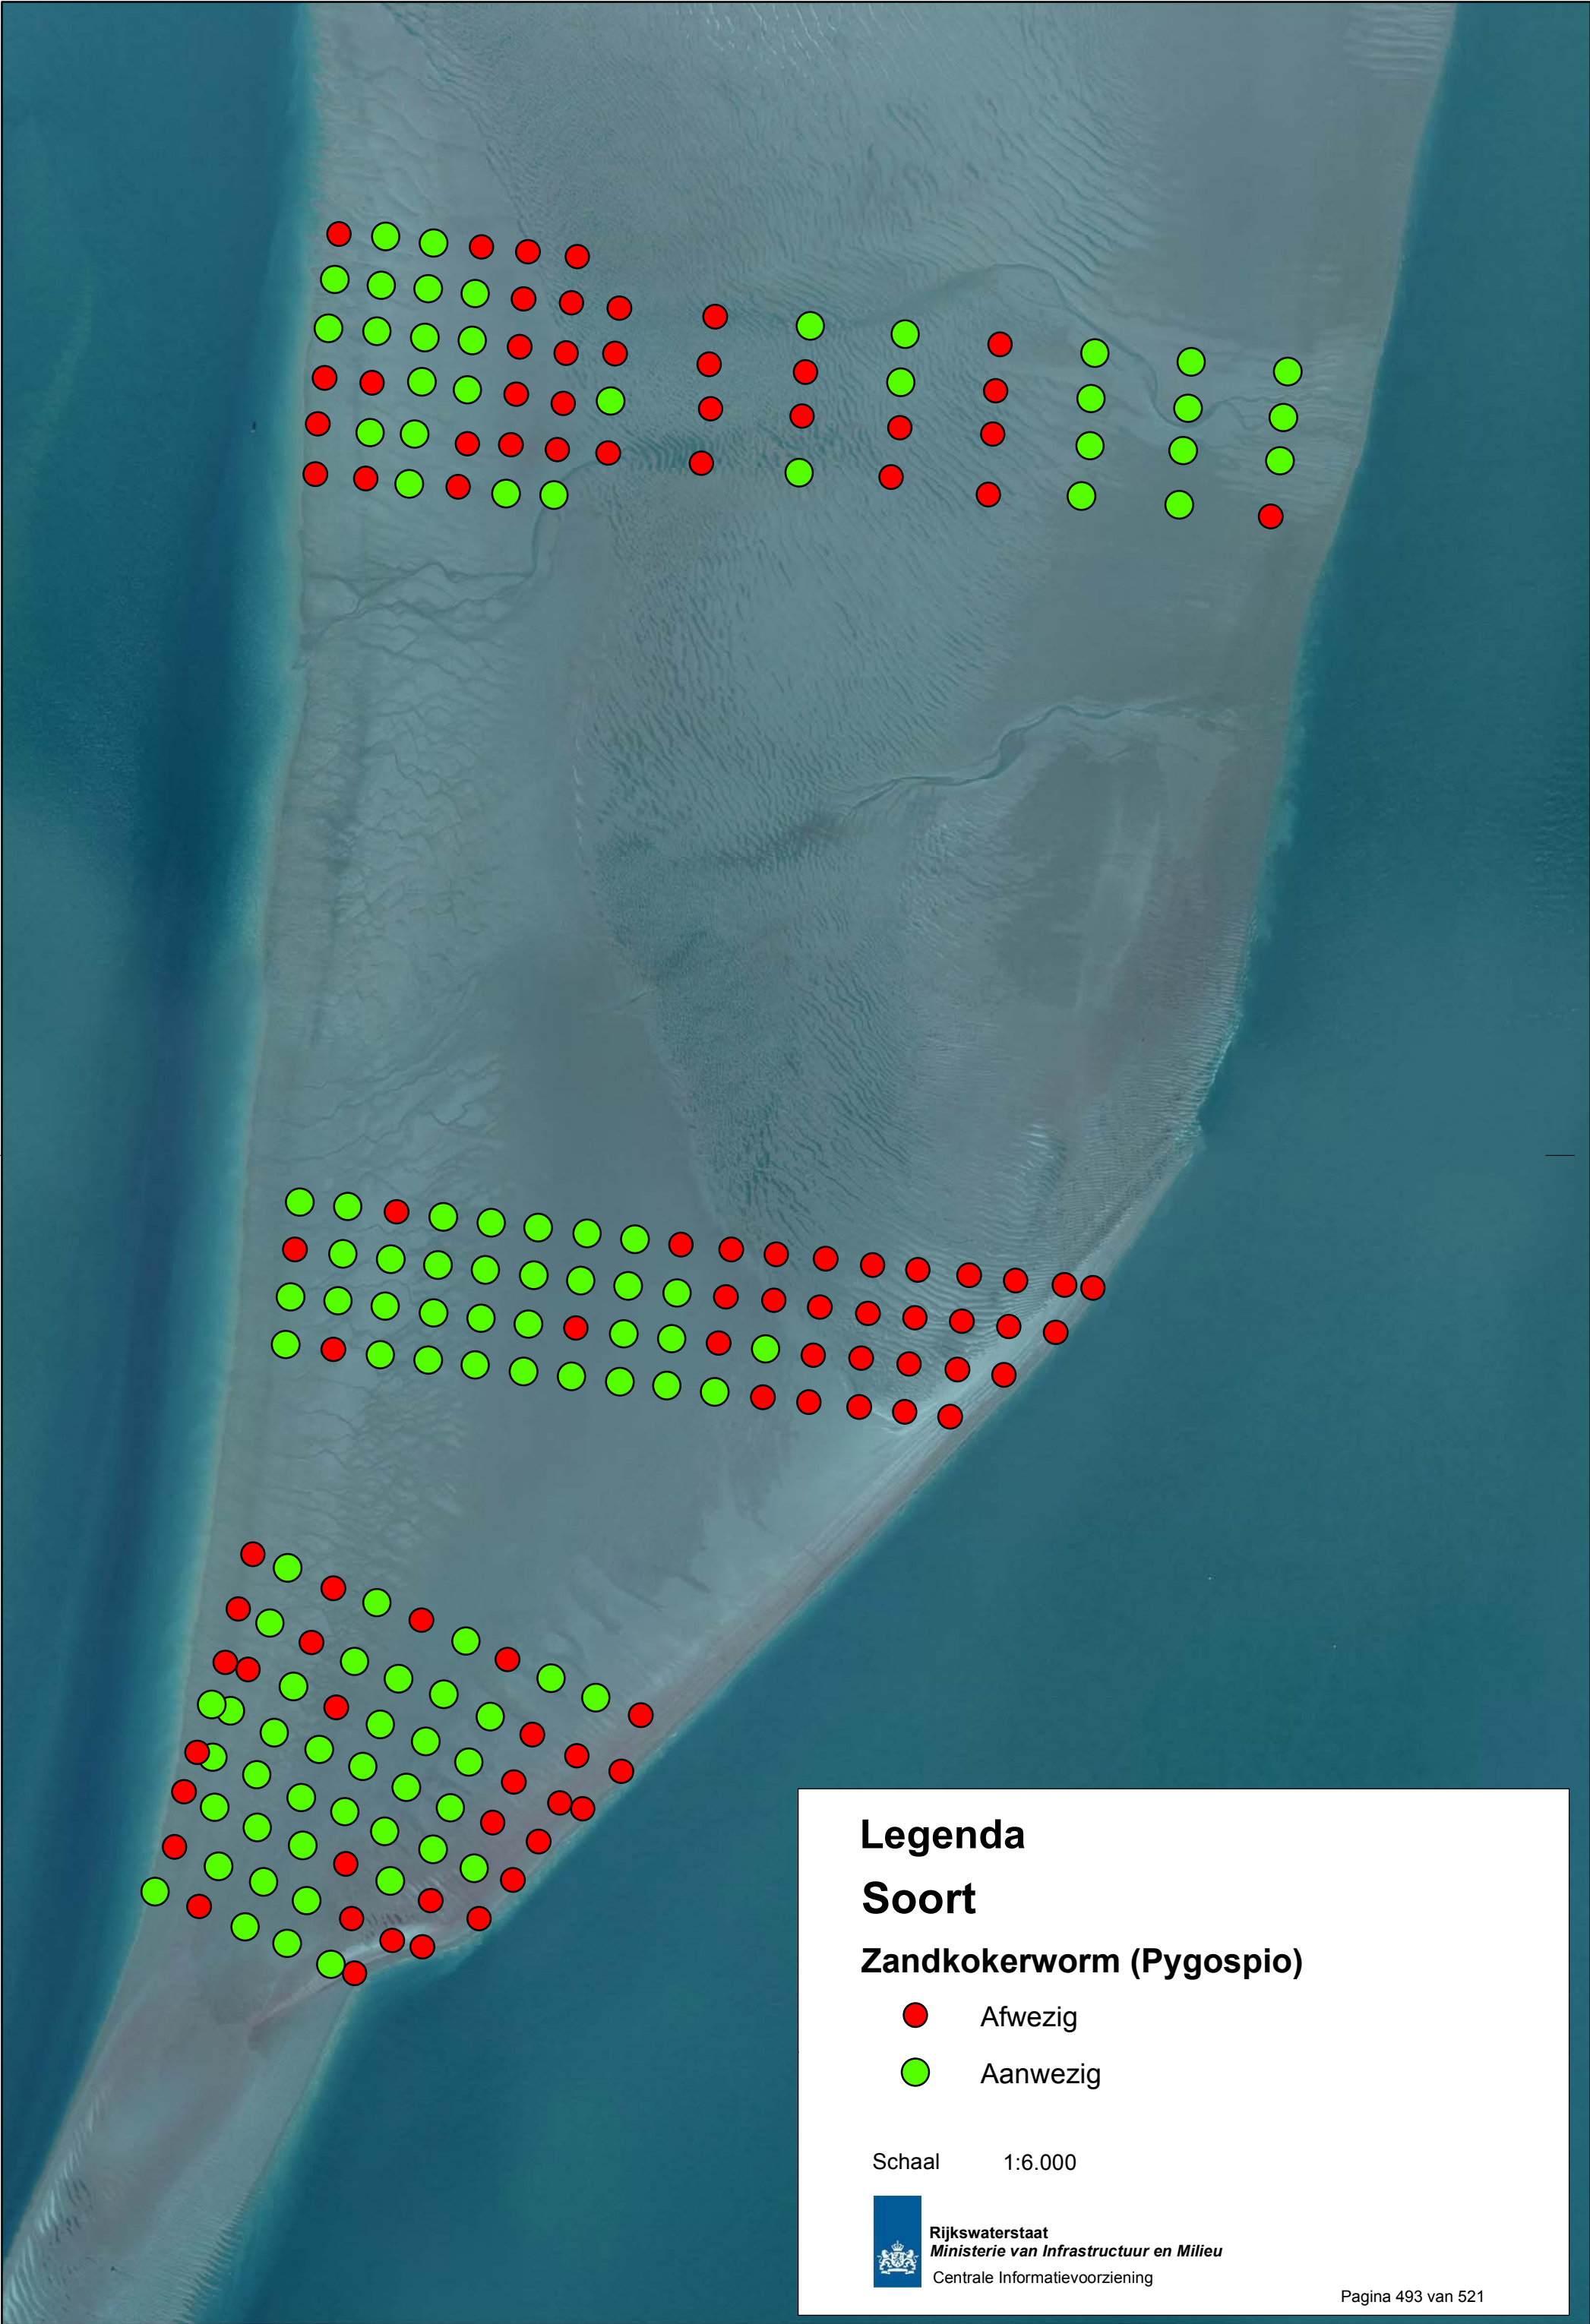 Legenda
Soort
Zandkokerworm (Pygospio)
Afwezig
Aanwezig
Schaal 1:6.000
Rijkswaterstaat
Ministerie van Infrastructuur en Milieu
Centrale Informatievoorziening
Pagina 493 van 521